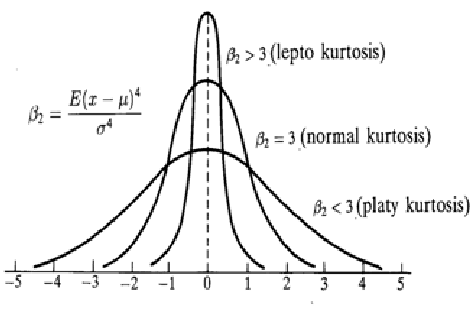 β₂ > 3 (lepto kurtosis)
β₂ = E(x − μ)⁴ / σ⁴
β₂ = 3 (normal kurtosis)
β₂ < 3 (platy kurtosis)
−5 −4 −3 −2 −1 0 1 2 3 4 5